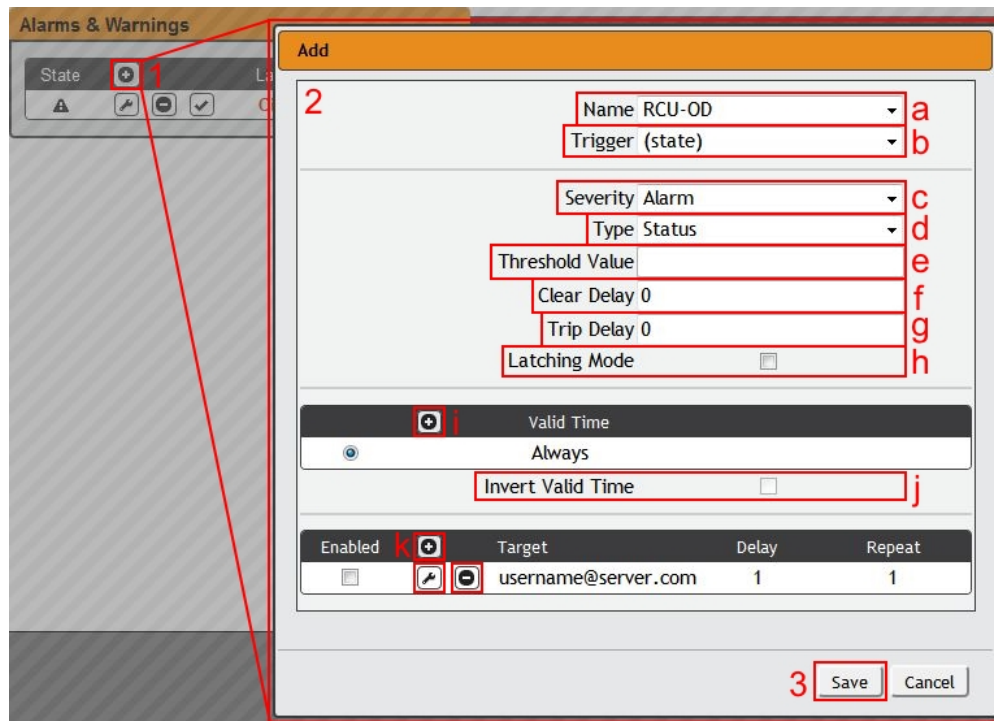 Alarms & Warnings
State 1
Add
2
Name RCU-OD a
Trigger (state) b
Severity Alarm c
Type Status d
Threshold Value e
Clear Delay 0 f
Trip Delay 0 g
Latching Mode h
i Valid Time
Always
Invert Valid Time j
Enabled k Target Delay Repeat
username@server.com 1 1
3 Save Cancel